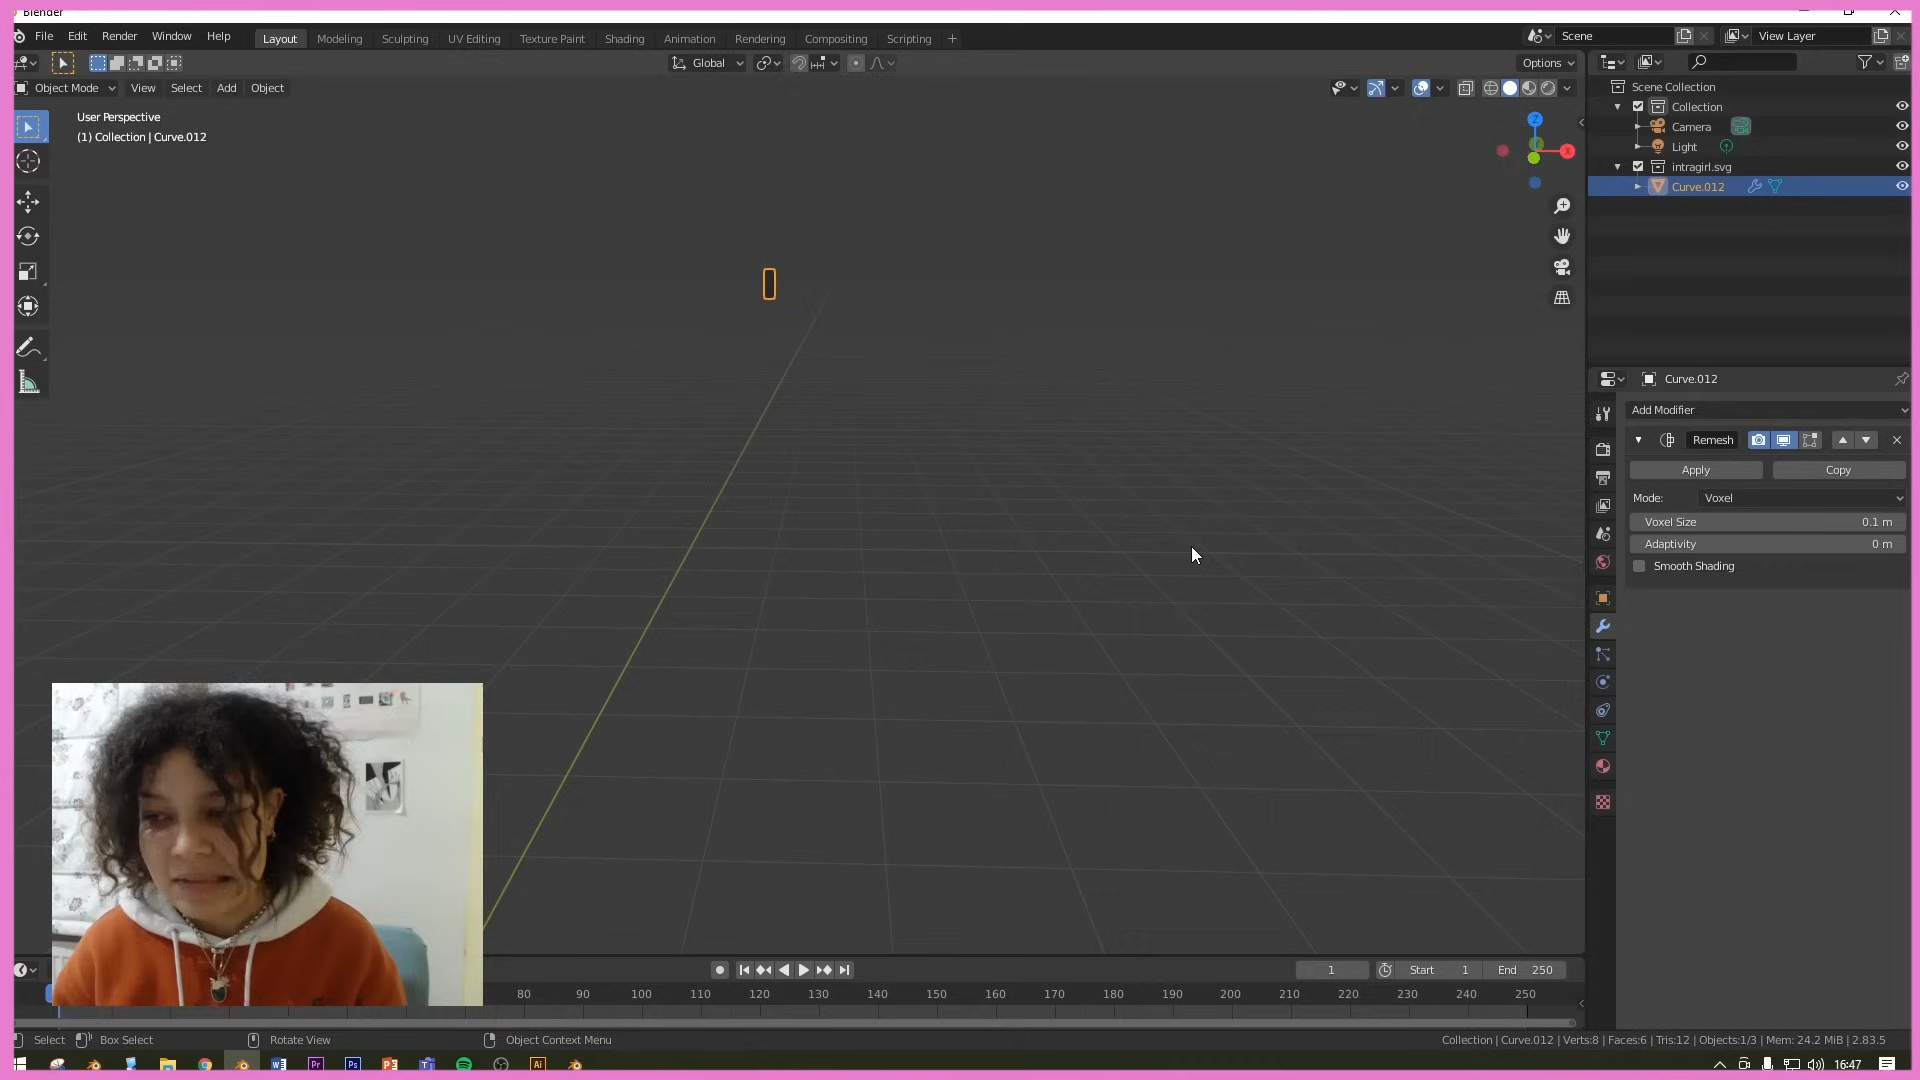 Blender
File Edit Render Window Help
Layout Modeling Sculpting UV Editing Texture Paint Shading Animation Rendering Compositing Scripting
Scene
View Layer
Global
Options
Object Mode View Select Add Object
User Perspective
(1) Collection | Curve.012
Z
X
Scene Collection
Collection
Camera
Light
intragirl.svg
Curve.012
Curve.012
Add Modifier
Remesh
Apply Copy
Mode: Voxel
Voxel Size 0.1 m
Adaptivity 0 m
Smooth Shading
1 Start 1 End 250
80 90 100 110 120 130 140 150 160 170 180 190 200 210 220 230 240 250
Select Box Select Rotate View Object Context Menu
Collection | Curve.012 | Verts:8 | Faces:6 | Tris:12 | Objects:1/3 | Mem: 24.2 MiB | 2.83.5
W Pr Ps P T Ai
16:47